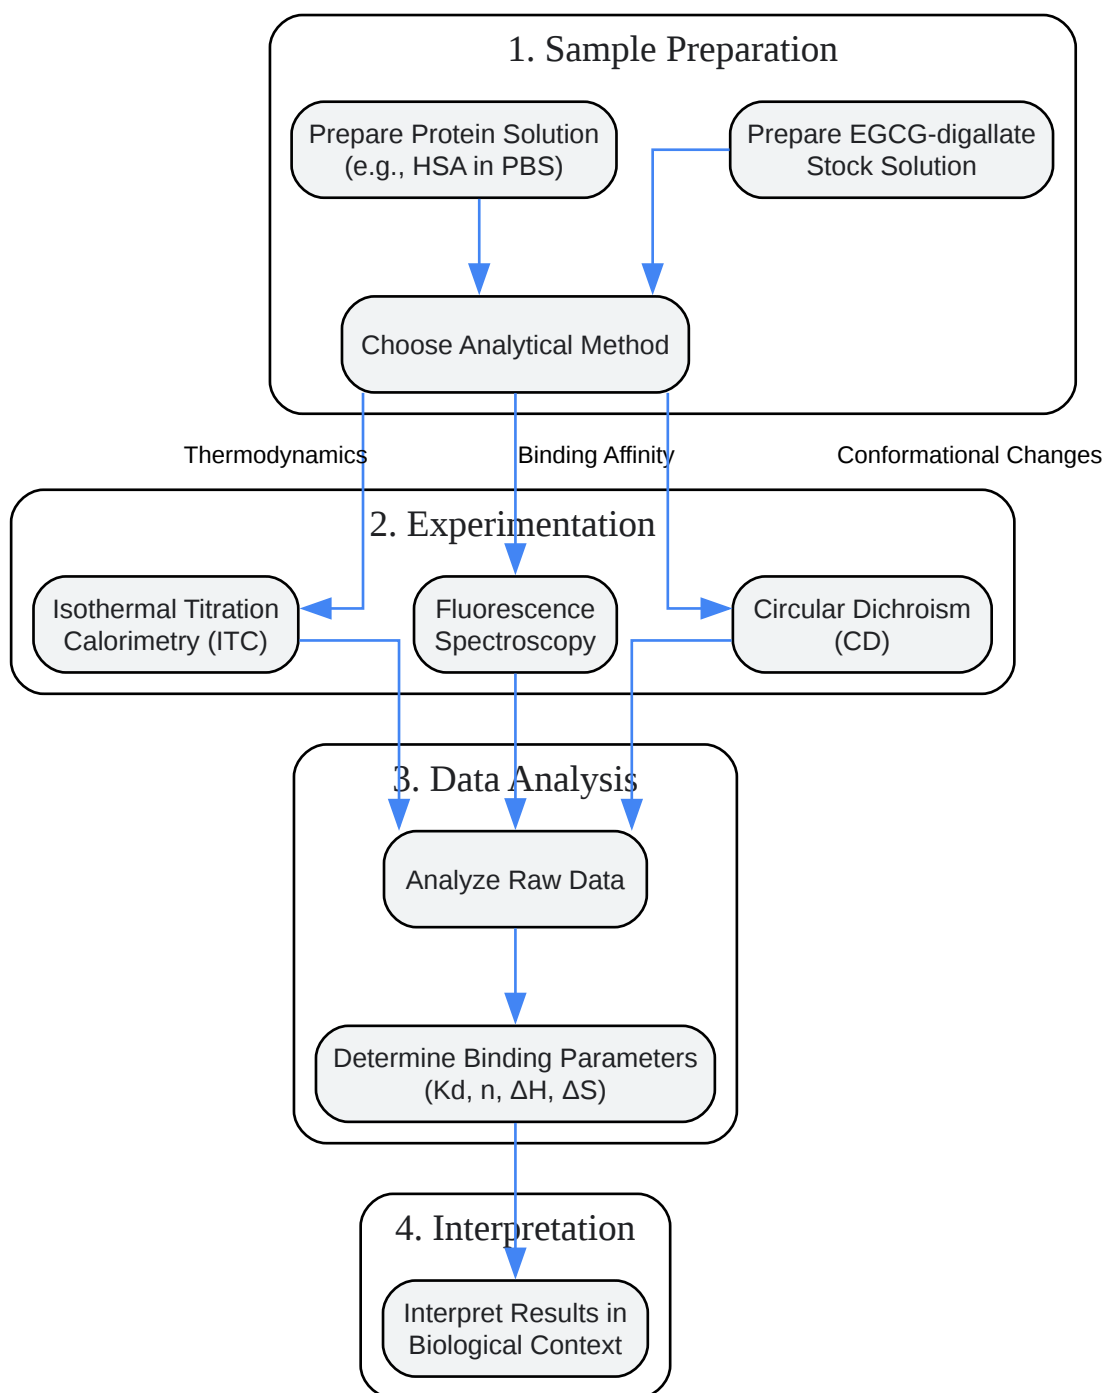 1. Sample Preparation
Prepare Protein Solution
(e.g., HSA in PBS)
Prepare EGCG-digallate
Stock Solution
Choose Analytical Method
Thermodynamics
Binding Affinity
Conformational Changes
2. Experimentation
Isothermal Titration
Calorimetry (ITC)
Fluorescence
Spectroscopy
Circular Dichroism
(CD)
3. Data Analysis
Analyze Raw Data
Determine Binding Parameters
(Kd, n, ΔH, ΔS)
4. Interpretation
Interpret Results in
Biological Context